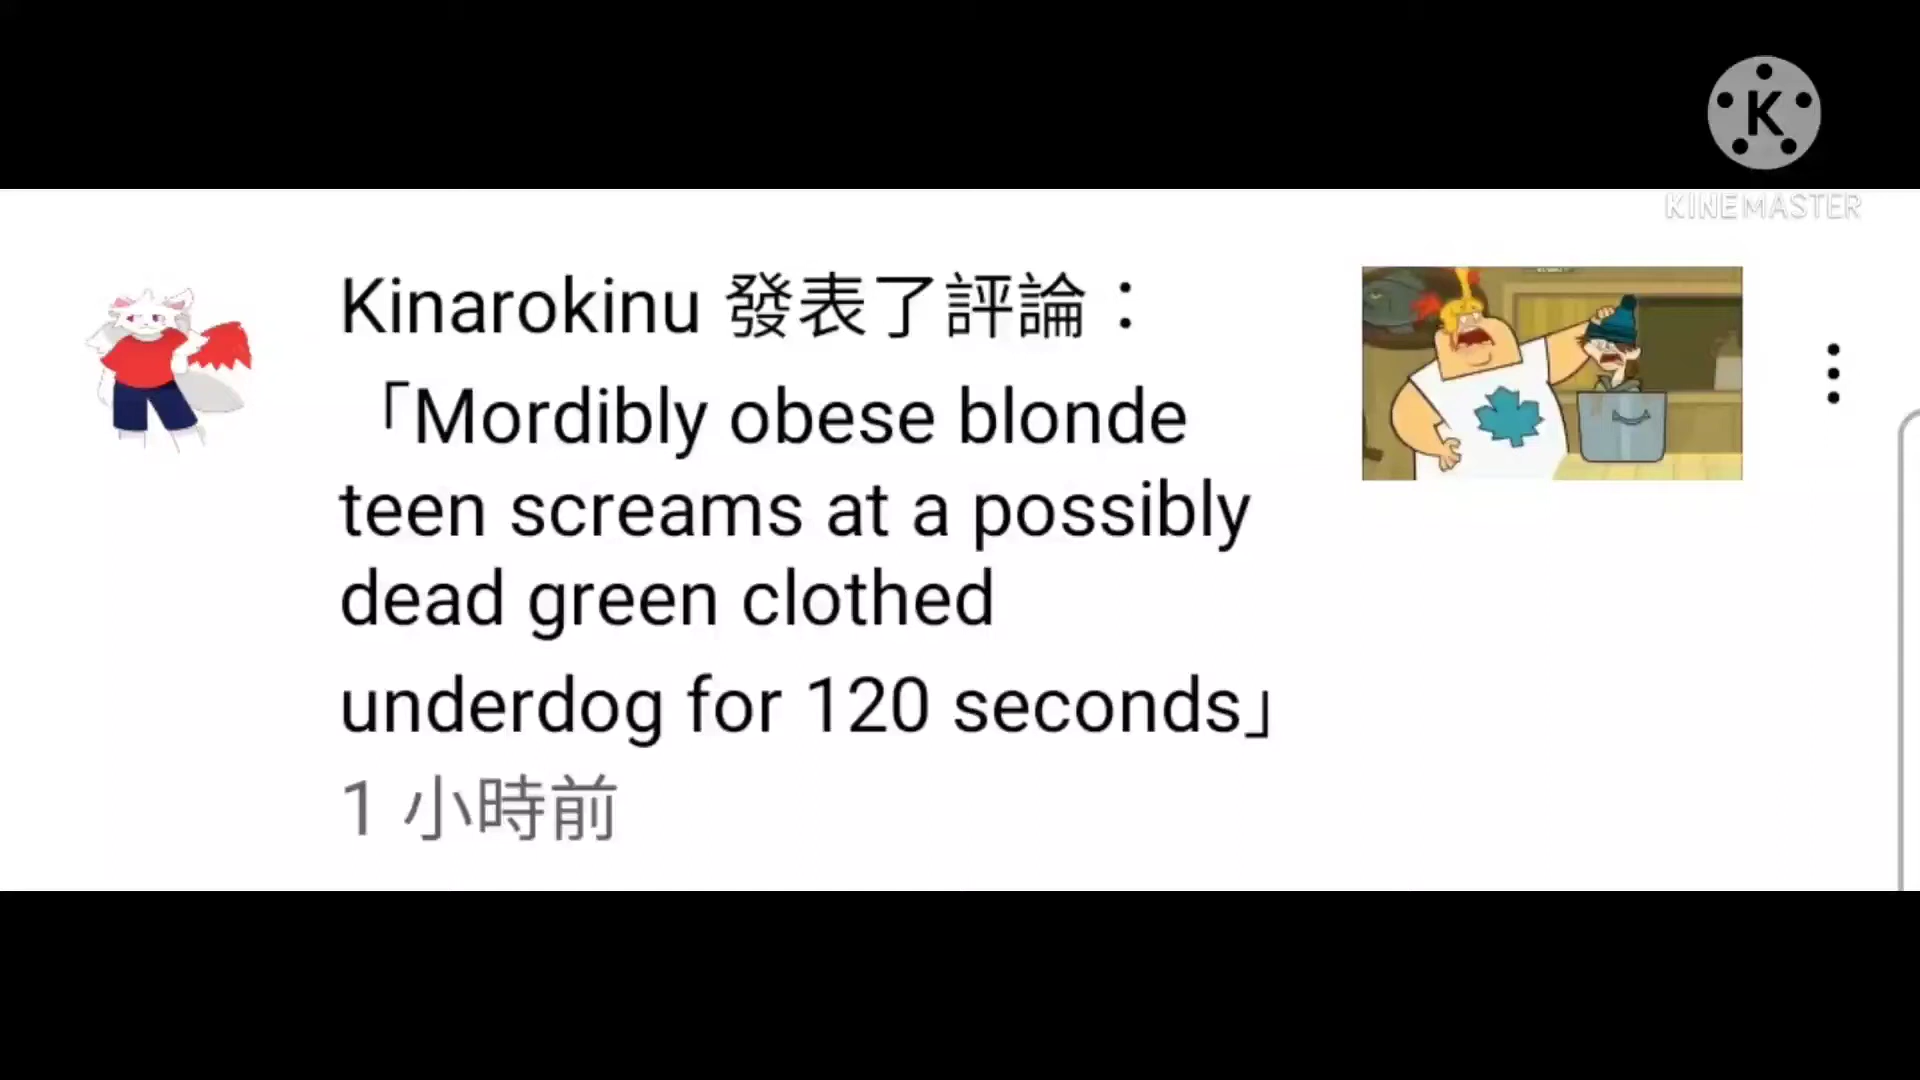 K
KINEMASTER
Kinarokinu 發表了評論：
「Mordibly obese blonde
teen screams at a possibly
dead green clothed
underdog for 120 seconds」
1 小時前